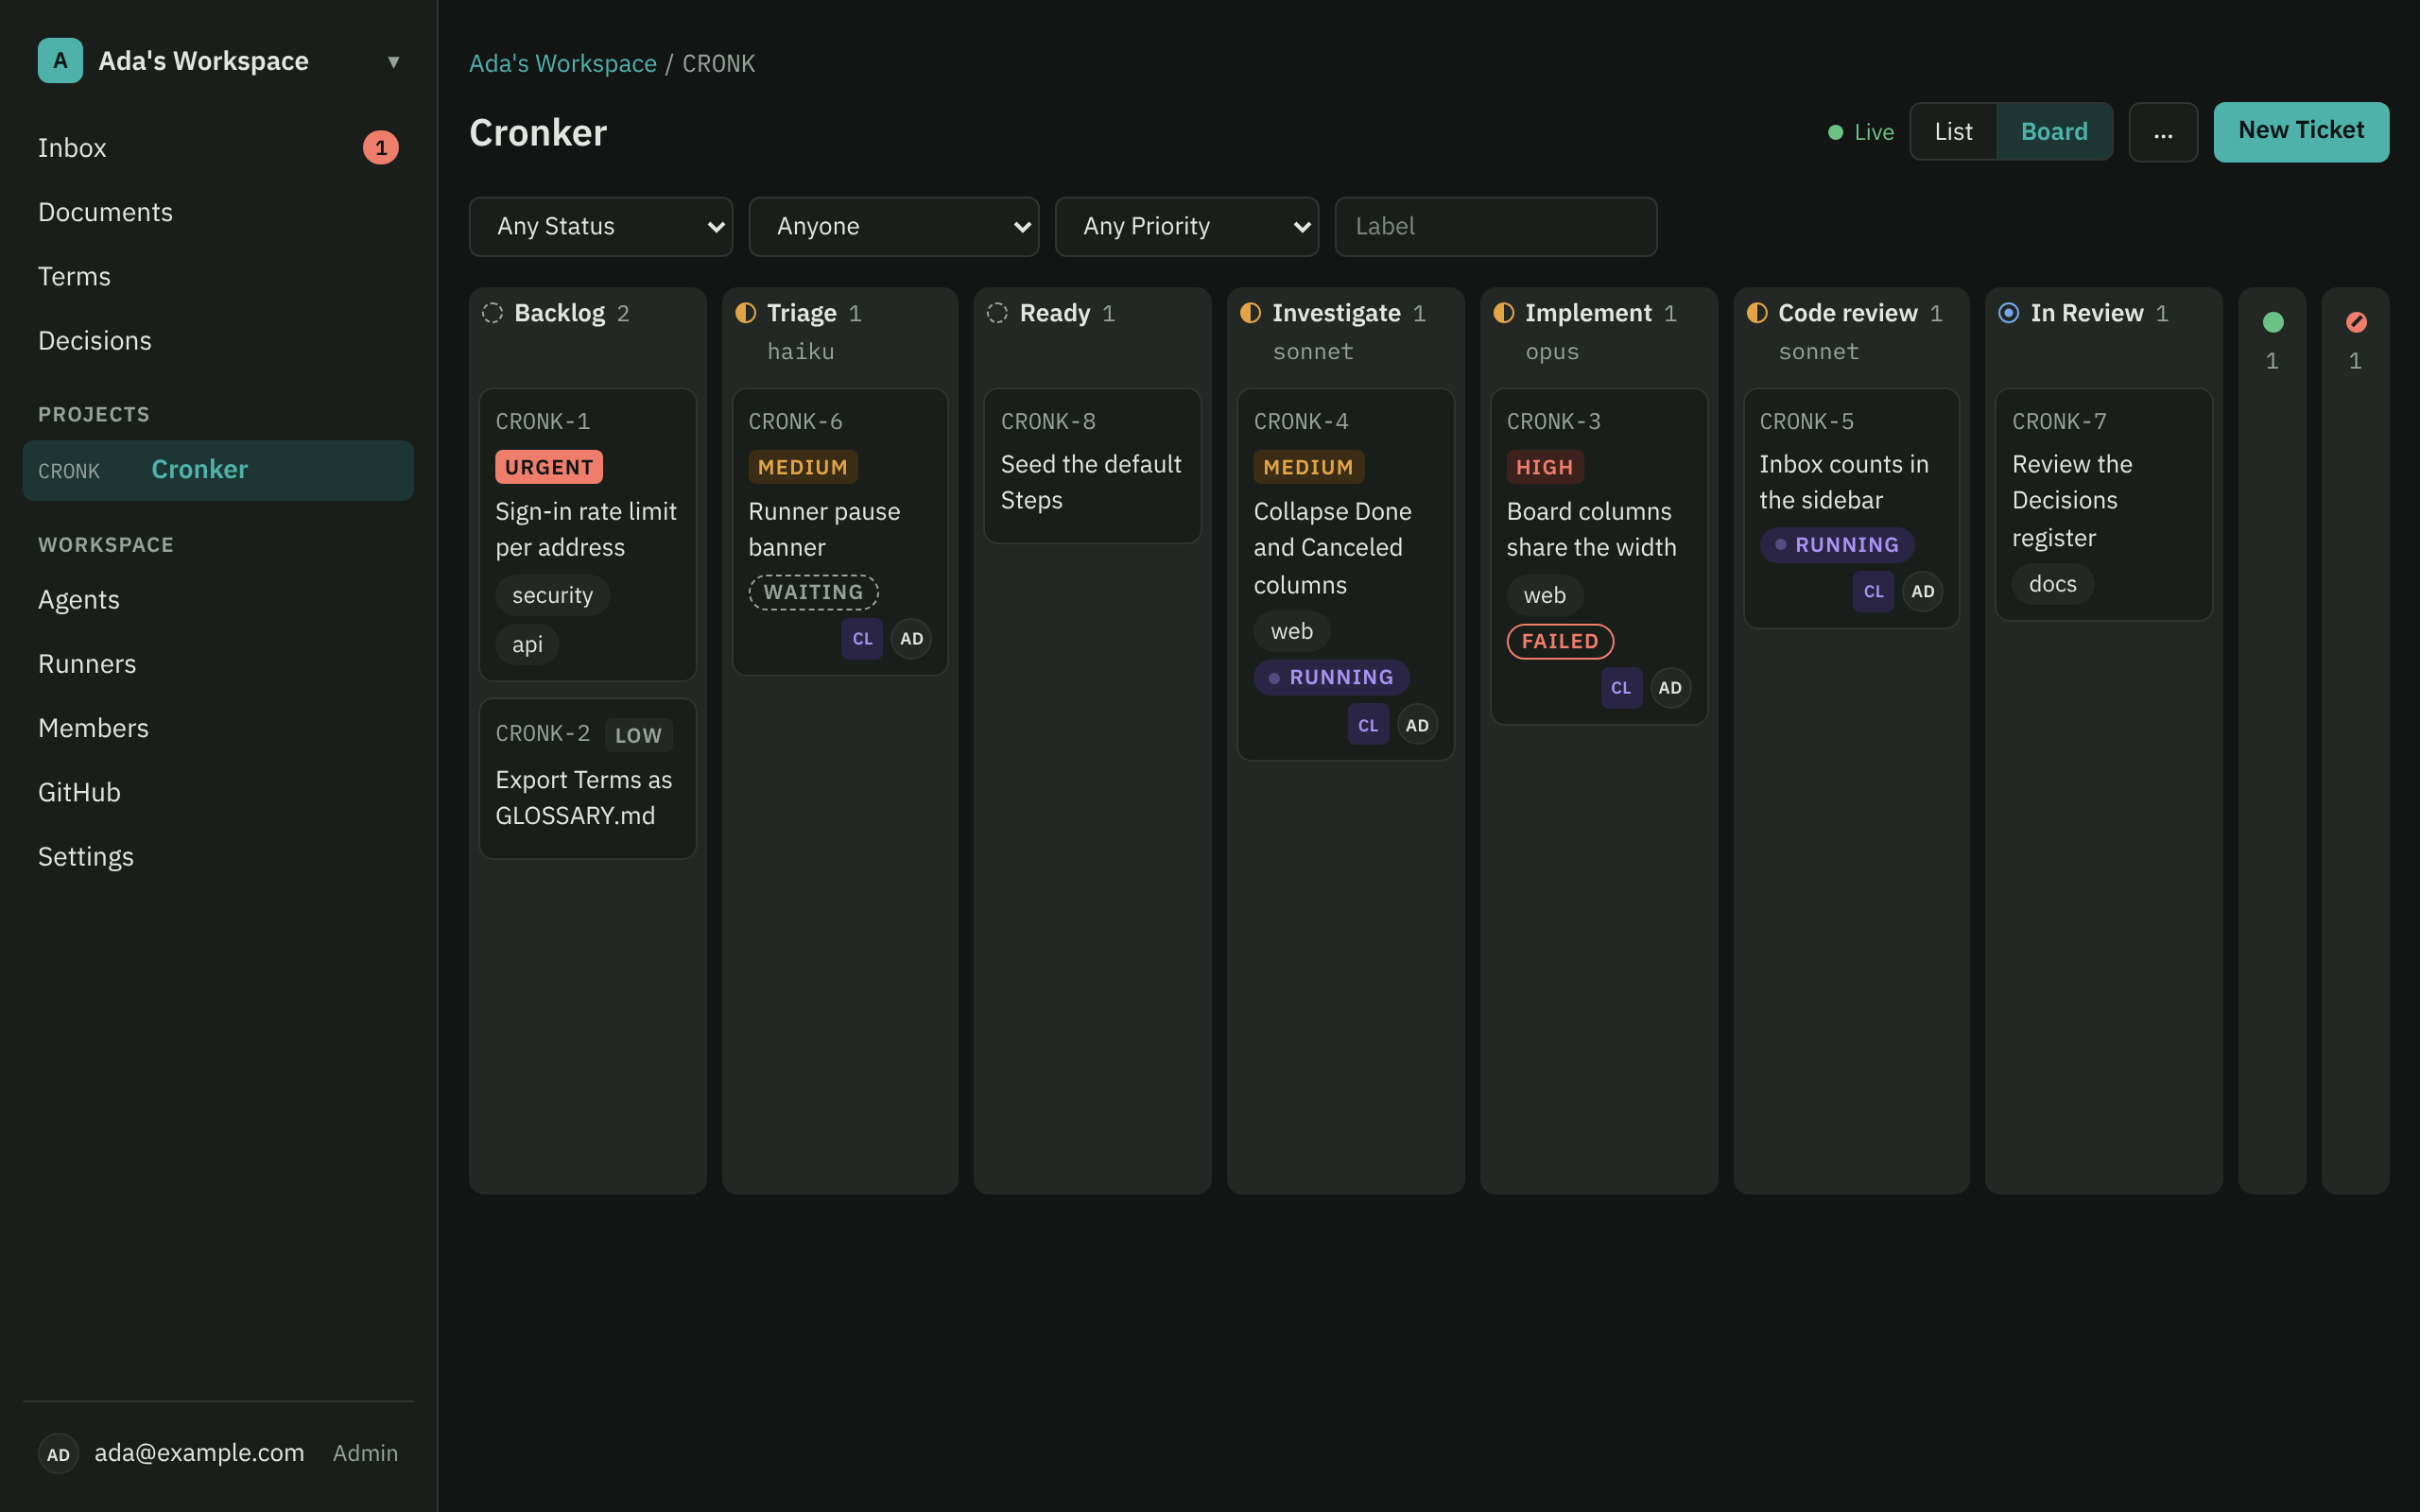 A Ada's Workspace ▾
Inbox 1
Documents
Terms
Decisions
PROJECTS
CRONK Cronker
WORKSPACE
Agents
Runners
Members
GitHub
Settings
AD ada@example.com Admin
Ada's Workspace / CRONK
Cronker
Live List Board ... New Ticket
Any Status Anyone Any Priority Label
Backlog 2
CRONK-1
URGENT
Sign-in rate limit
per address
security
api
CRONK-2 LOW
Export Terms as
GLOSSARY.md
Triage 1
haiku
CRONK-6
MEDIUM
Runner pause
banner
WAITING
CL AD
Ready 1
CRONK-8
Seed the default
Steps
Investigate 1
sonnet
CRONK-4
MEDIUM
Collapse Done
and Canceled
columns
web
RUNNING
CL AD
Implement 1
opus
CRONK-3
HIGH
Board columns
share the width
web
FAILED
CL AD
Code review 1
sonnet
CRONK-5
Inbox counts in
the sidebar
RUNNING
CL AD
In Review 1
CRONK-7
Review the
Decisions
register
docs
1
1